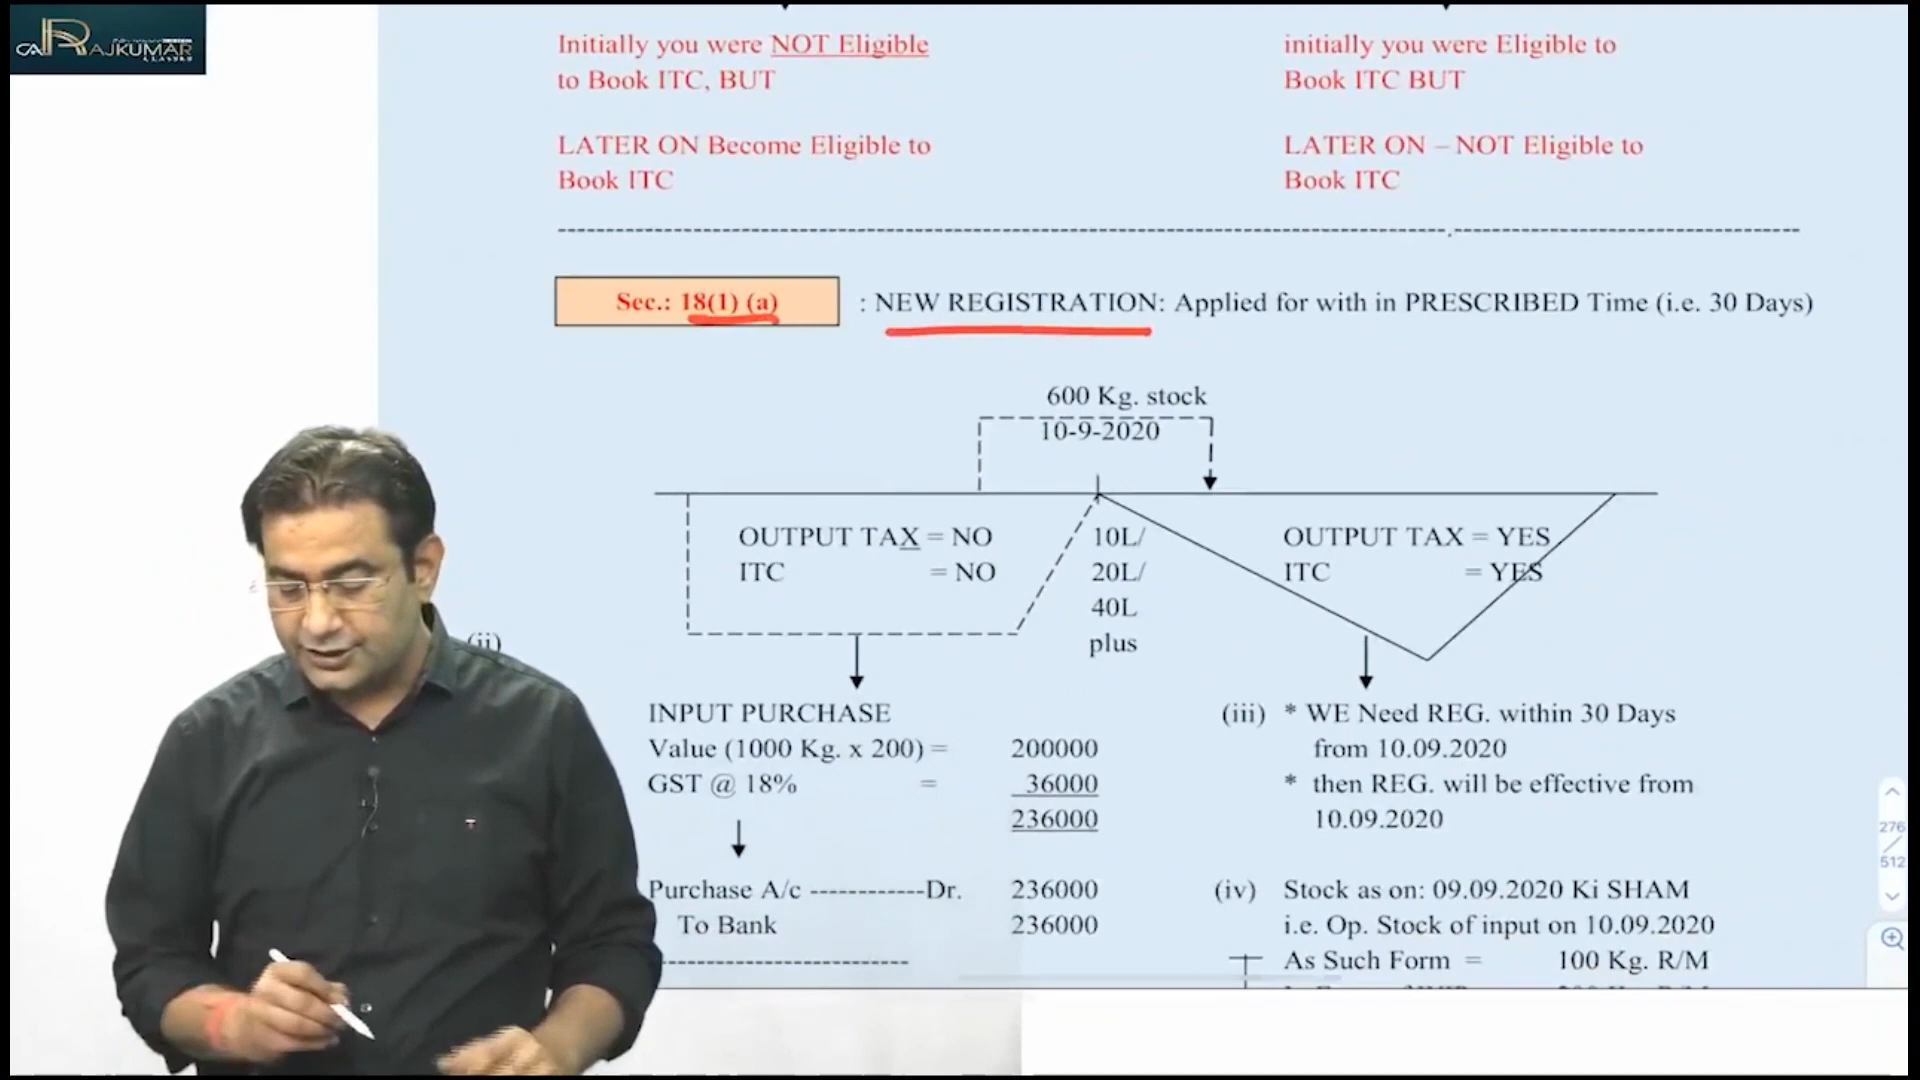 CA RAJKUMAR
CLASSES
Initially you were NOT Eligible
to Book ITC, BUT
LATER ON Become Eligible to
Book ITC
initially you were Eligible to
Book ITC BUT
LATER ON – NOT Eligible to
Book ITC
Sec.: 18(1) (a) : NEW REGISTRATION: Applied for with in PRESCRIBED Time (i.e. 30 Days)
600 Kg. stock
10-9-2020
OUTPUT TAX = NO
ITC = NO
10L/
20L/
40L
plus
OUTPUT TAX = YES
ITC = YES
(ii)
INPUT PURCHASE
Value (1000 Kg. x 200) = 200000
GST @ 18% = 36000
236000
Purchase A/c ------------Dr. 236000
To Bank 236000
(iii) * WE Need REG. within 30 Days
from 10.09.2020
* then REG. will be effective from
10.09.2020
(iv) Stock as on: 09.09.2020 Ki SHAM
i.e. Op. Stock of input on 10.09.2020
As Such Form = 100 Kg. R/M
276
/
512